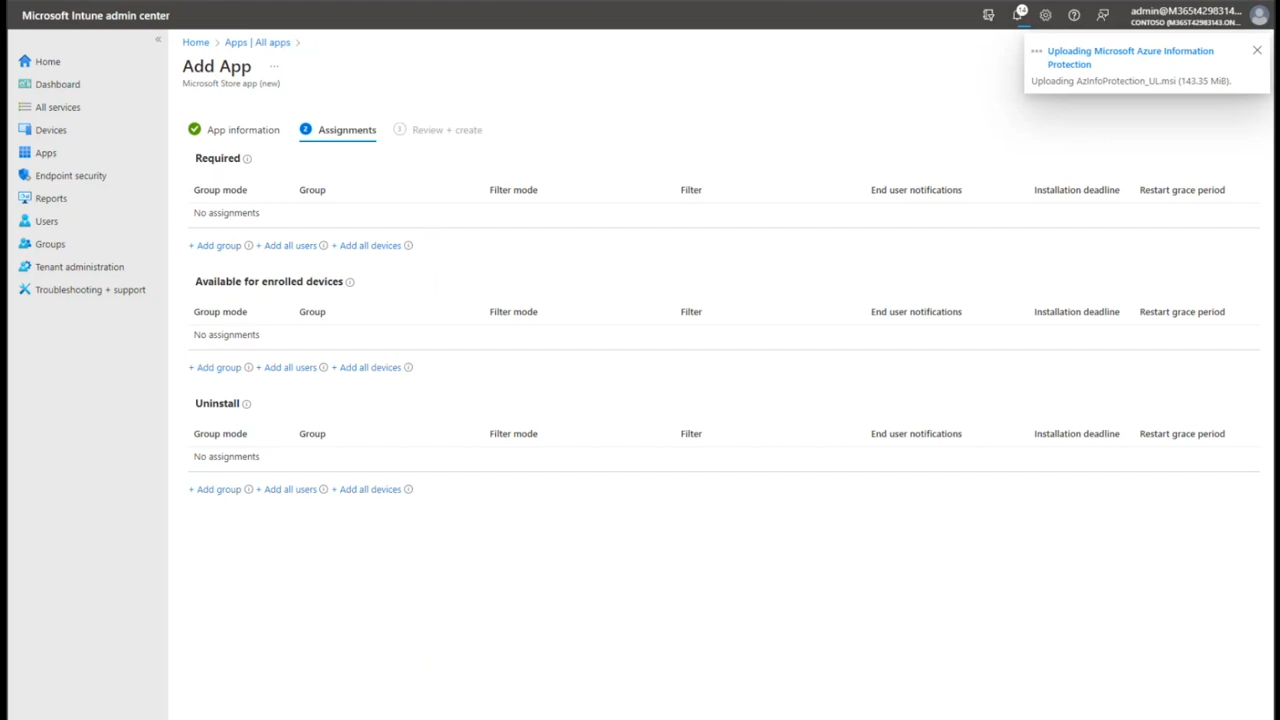 Microsoft Intune admin center
14
admin@M365T4298314...
CONTOSO (M365T4298143.ON...
«
Home
Dashboard
All services
Devices
Apps
Endpoint security
Reports
Users
Groups
Tenant administration
Troubleshooting + support
Home > Apps | All apps >
Add App ...
Microsoft Store app (new)
Uploading Microsoft Azure Information
Protection
Uploading AzInfoProtection_UL.msi (143.35 MiB).
App information 2 Assignments 3 Review + create
Required
Group mode Group Filter mode Filter End user notifications Installation deadline Restart grace period
No assignments
+ Add group + Add all users + Add all devices
Available for enrolled devices
Group mode Group Filter mode Filter End user notifications Installation deadline Restart grace period
No assignments
+ Add group + Add all users + Add all devices
Uninstall
Group mode Group Filter mode Filter End user notifications Installation deadline Restart grace period
No assignments
+ Add group + Add all users + Add all devices